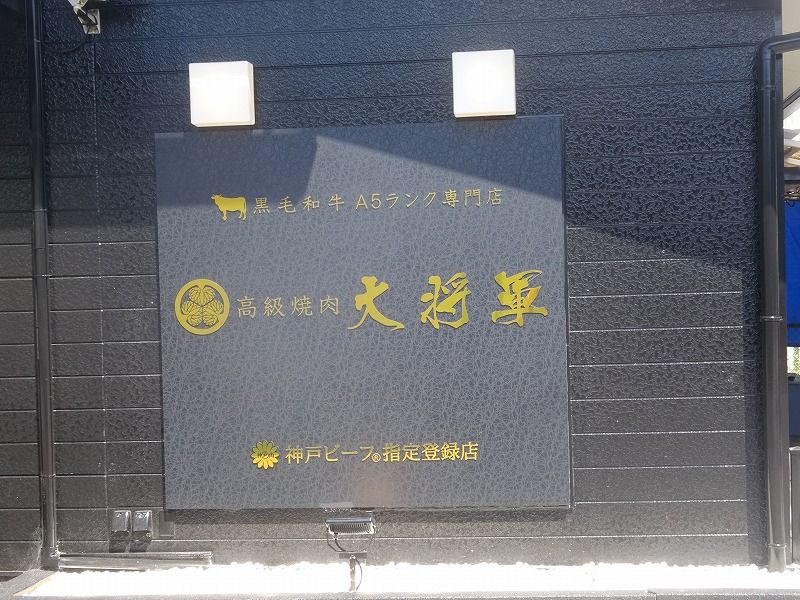 黒毛和牛 A5ランク専門店
高級焼肉 大将軍
神戸ビーフ®指定登録店